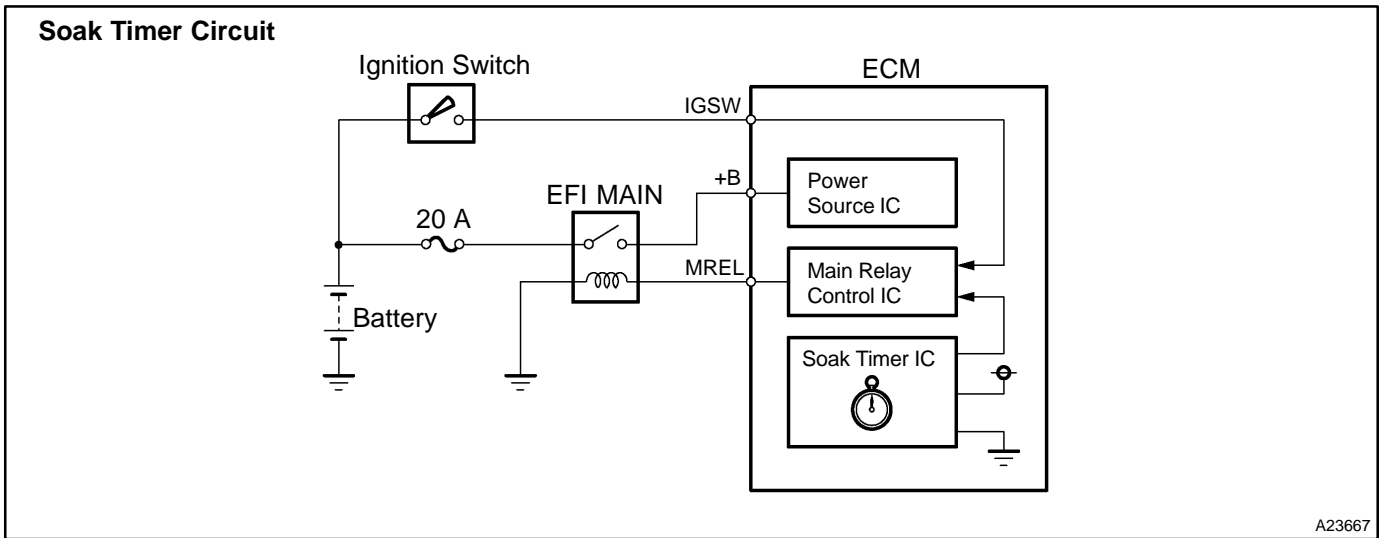 Soak Timer Circuit
Ignition Switch
ECM
IGSW
+B
Power
Source IC
EFI MAIN
20 A
MREL
Main Relay
Control IC
Battery
Soak Timer IC
A23667